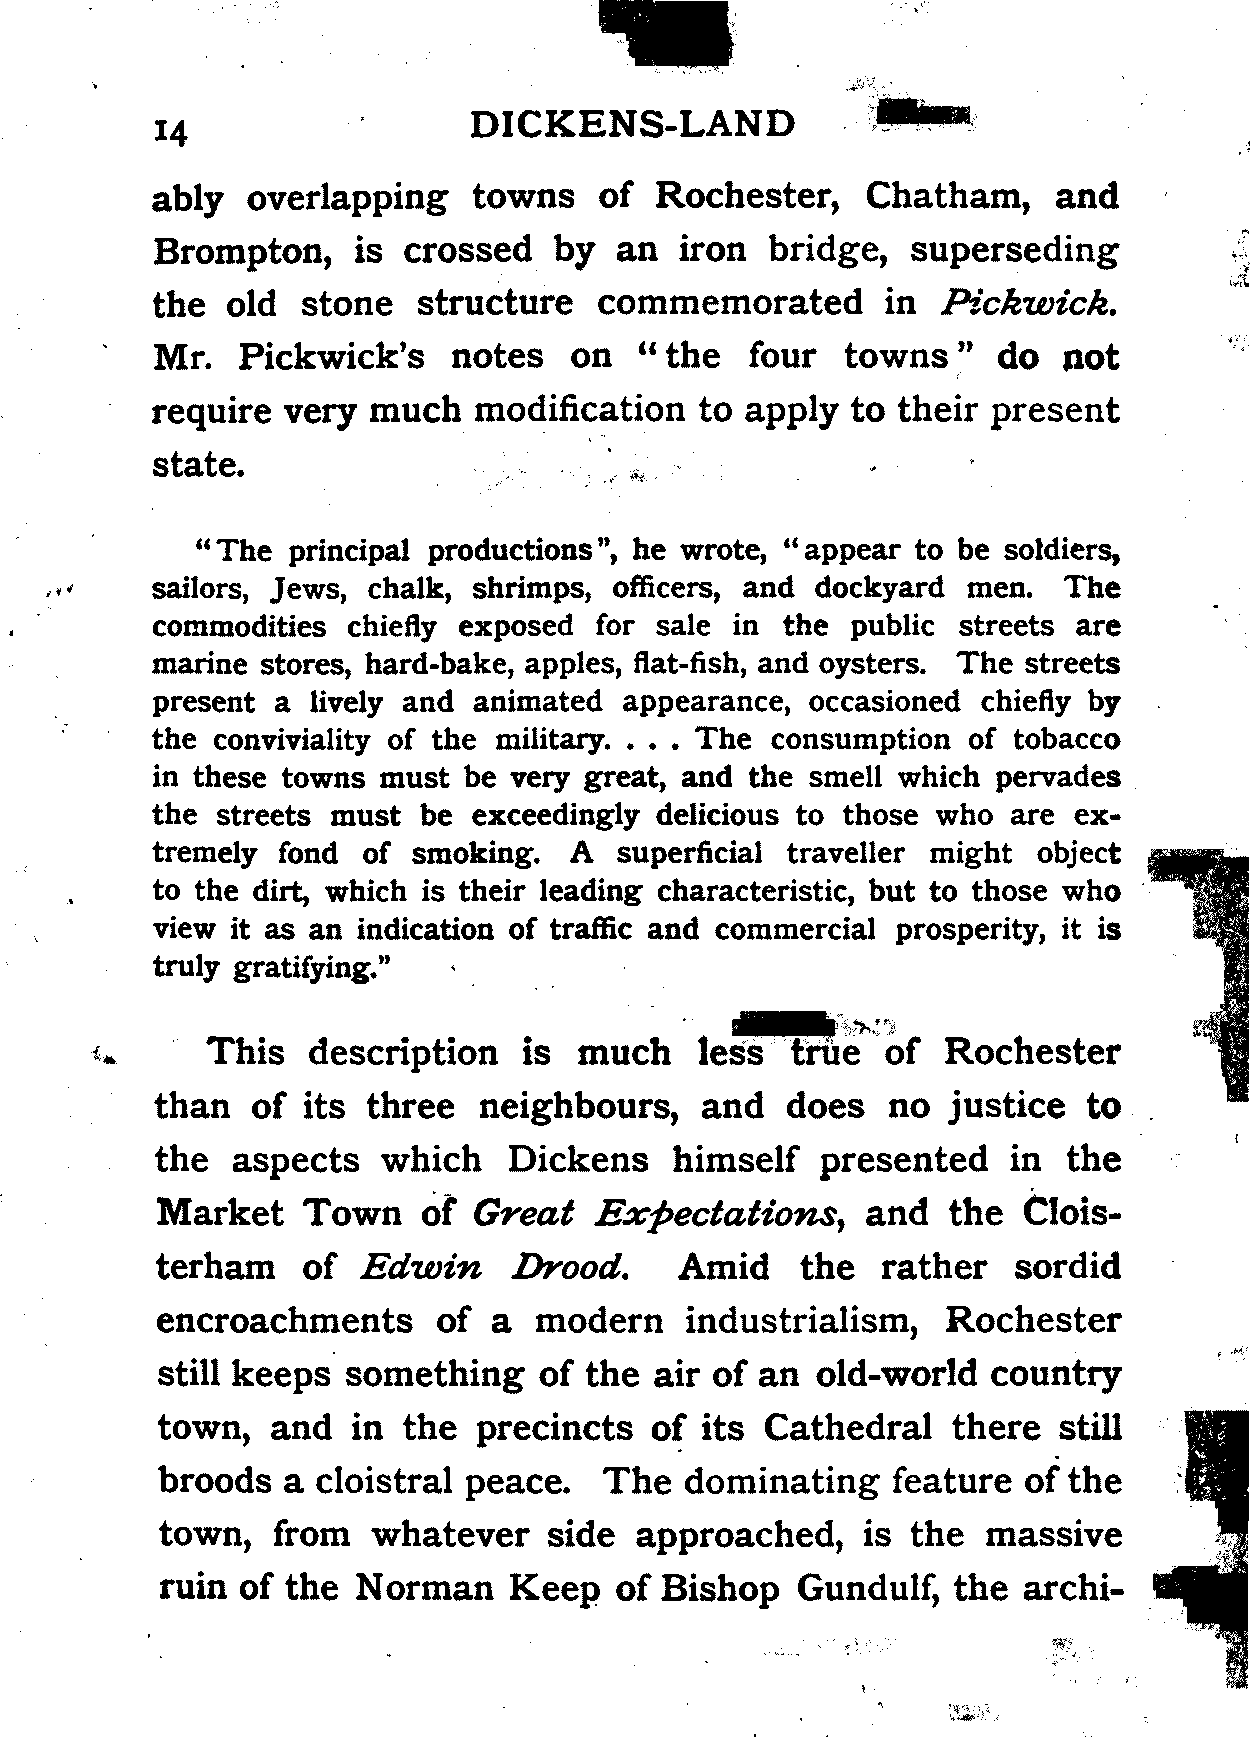 14 DICKENS-LAND
ably overlapping towns of Rochester, Chatham, and
Brompton, is crossed by an iron bridge, superseding
the old stone structure commemorated in Pickwick.
Mr. Pickwick's notes on "the four towns" do not
require very much modification to apply to their present
state.
"The principal productions", he wrote, "appear to be soldiers,
sailors, Jews, chalk, shrimps, officers, and dockyard men. The
commodities chiefly exposed for sale in the public streets are
marine stores, hard-bake, apples, flat-fish, and oysters. The streets
present a lively and animated appearance, occasioned chiefly by
the conviviality of the military. . . . The consumption of tobacco
in these towns must be very great, and the smell which pervades
the streets must be exceedingly delicious to those who are ex-
tremely fond of smoking. A superficial traveller might object
to the dirt, which is their leading characteristic, but to those who
view it as an indication of traffic and commercial prosperity, it is
truly gratifying."
This description is much less true of Rochester
than of its three neighbours, and does no justice to
the aspects which Dickens himself presented in the
Market Town of Great Expectations, and the Clois-
terham of Edwin Drood. Amid the rather sordid
encroachments of a modern industrialism, Rochester
still keeps something of the air of an old-world country
town, and in the precincts of its Cathedral there still
broods a cloistral peace. The dominating feature of the
town, from whatever side approached, is the massive
ruin of the Norman Keep of Bishop Gundulf, the archi-